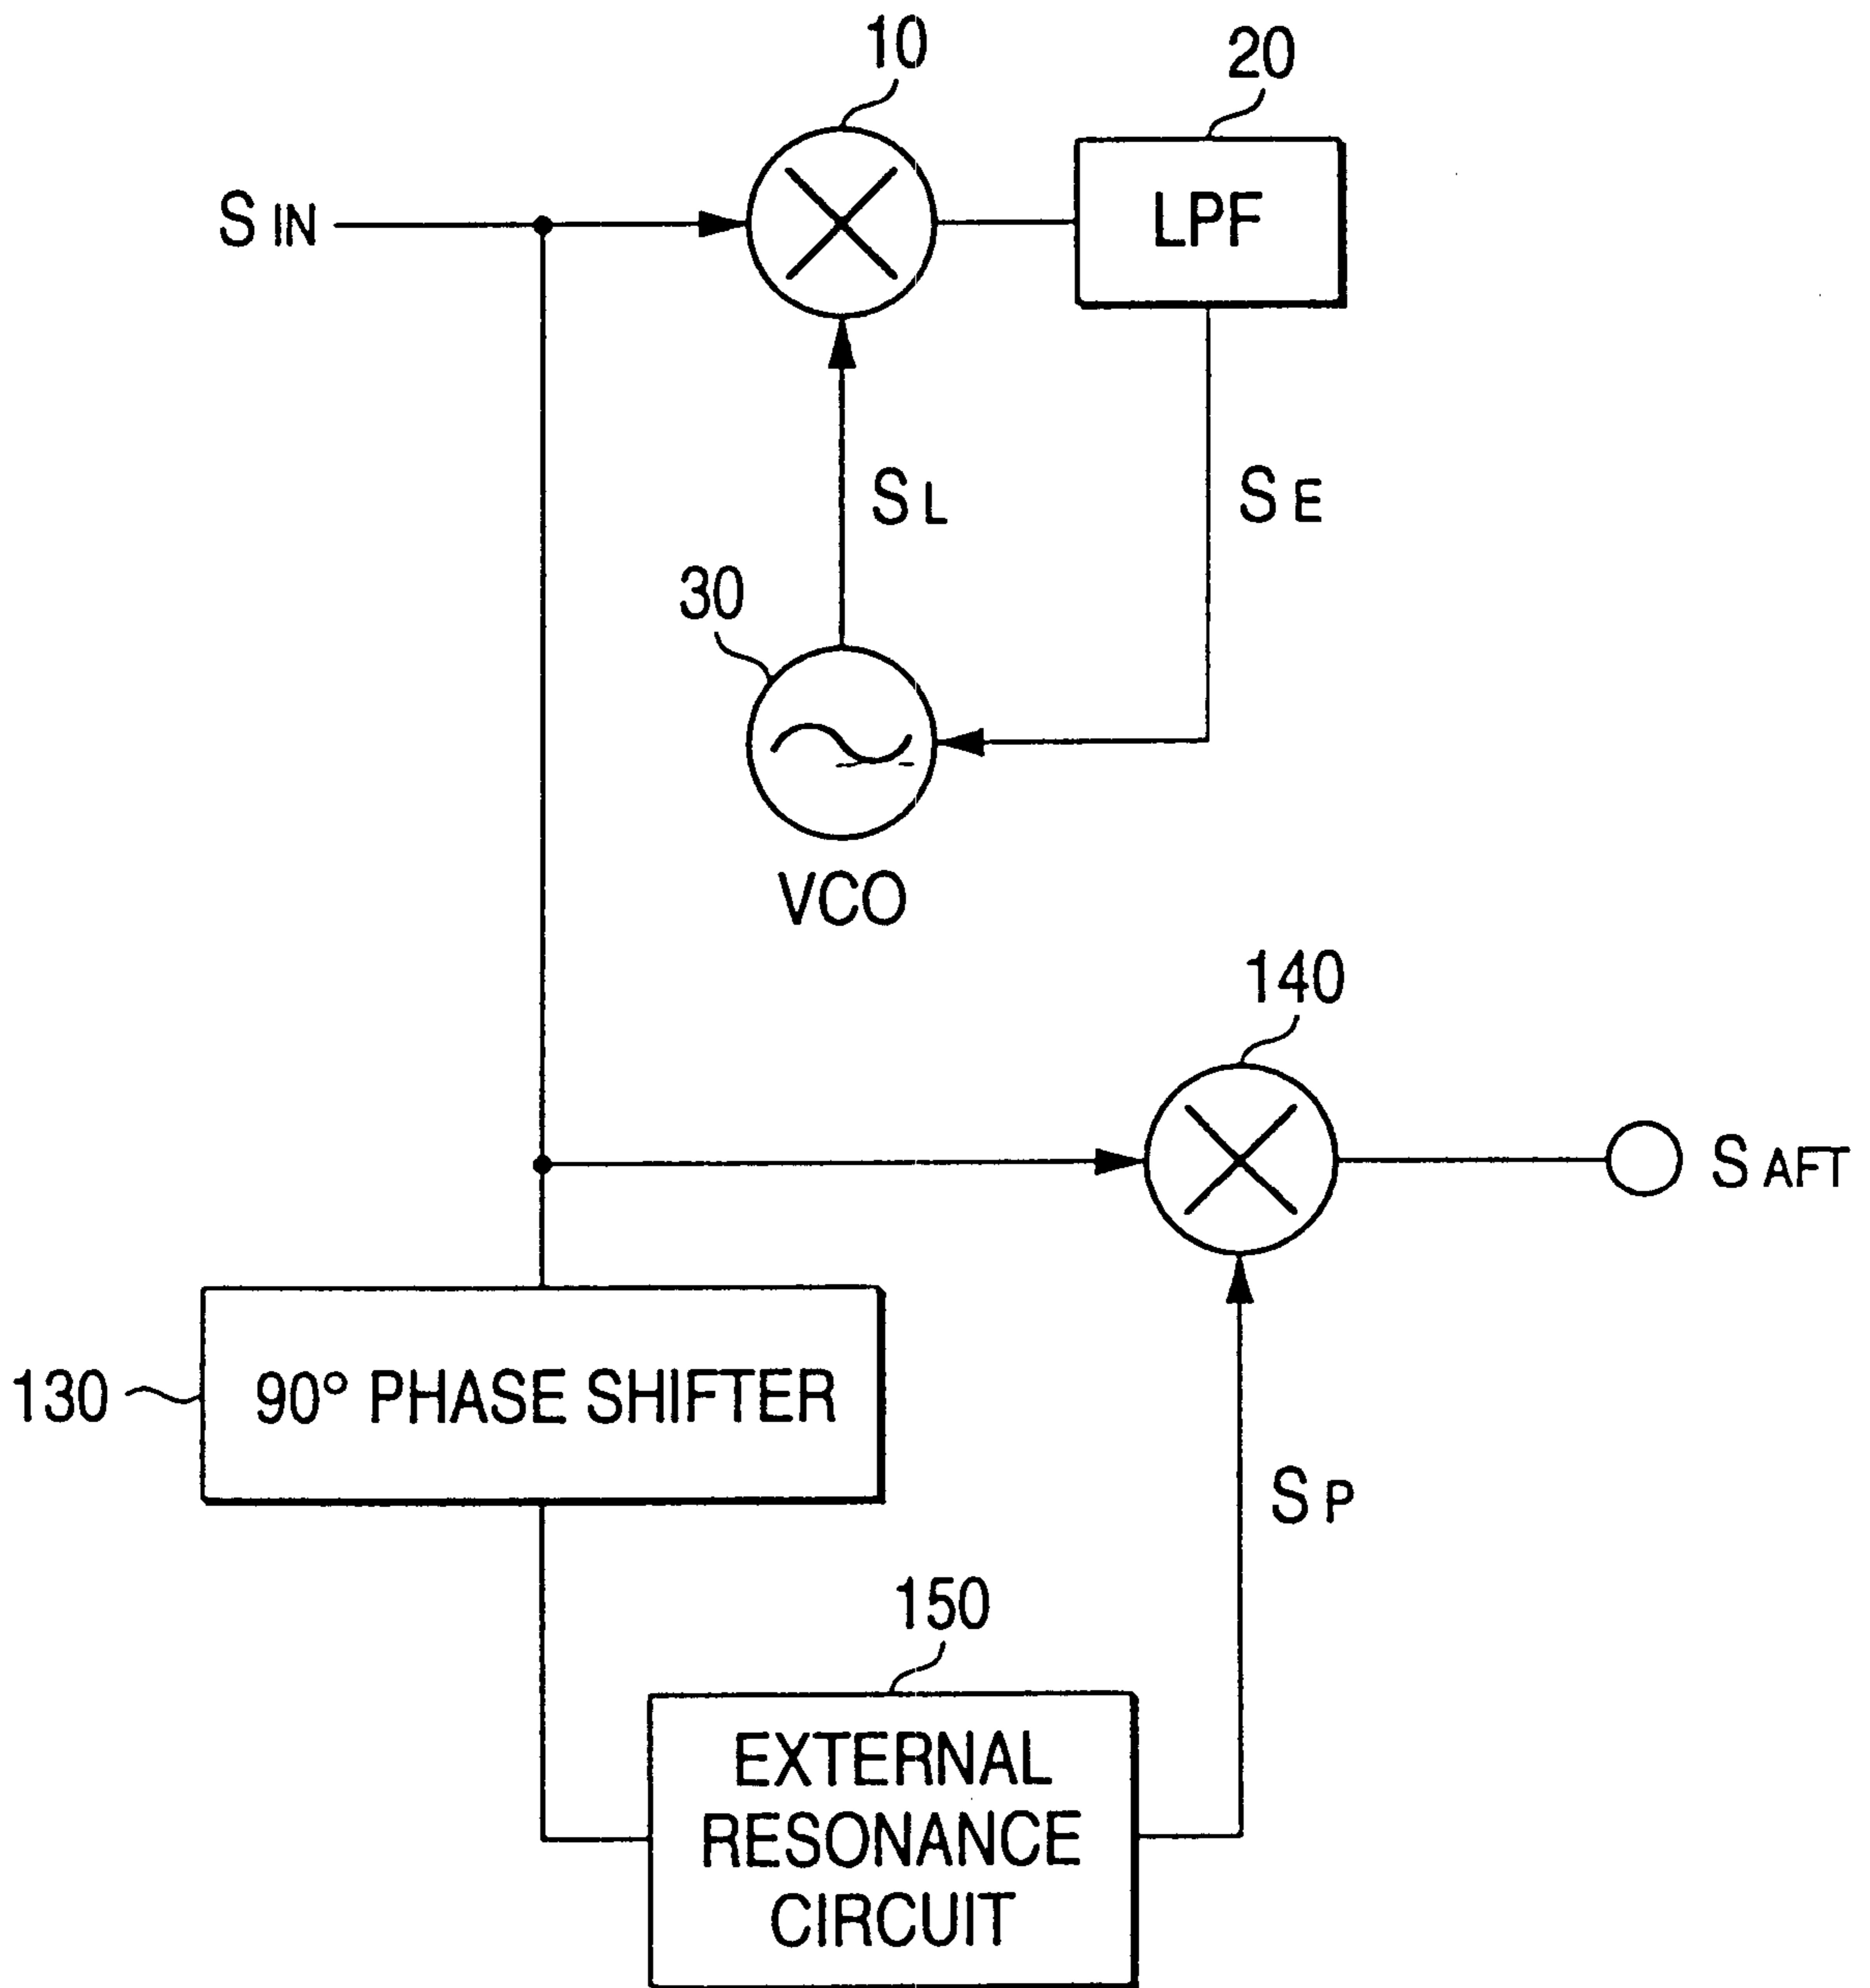 10
20
S IN
LPF
S L
S E
30
VCO
140
S AFT
130
90° PHASE SHIFTER
S P
150
EXTERNAL
RESONANCE
CIRCUIT